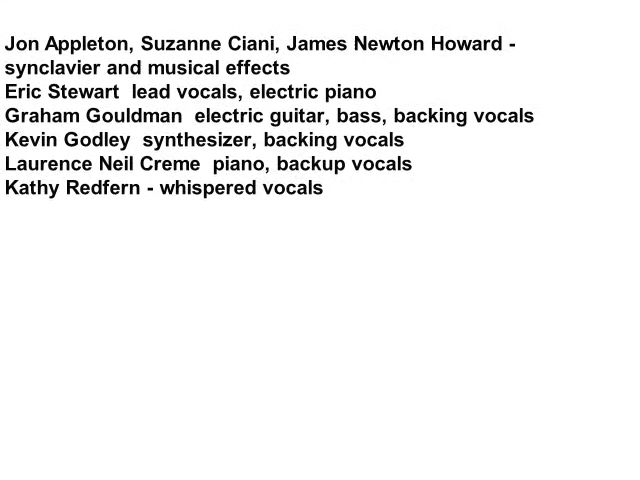 Jon Appleton, Suzanne Ciani, James Newton Howard -
synclavier and musical effects
Eric Stewart  lead vocals, electric piano
Graham Gouldman  electric guitar, bass, backing vocals
Kevin Godley  synthesizer, backing vocals
Laurence Neil Creme  piano, backup vocals
Kathy Redfern - whispered vocals